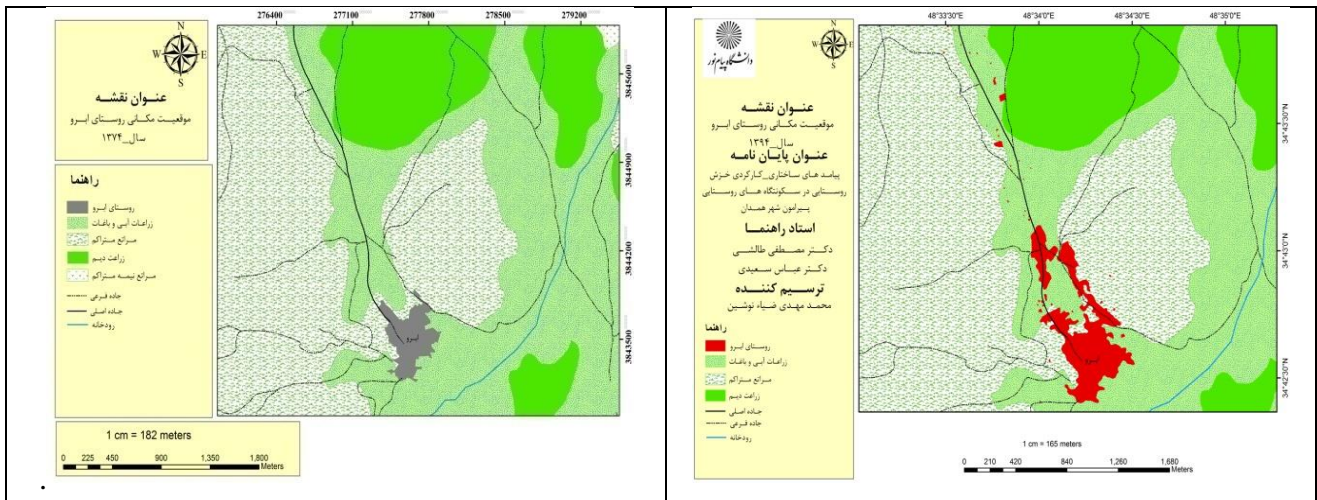 276400 277100 277800 278500 279200
3845600
3844900
3844200
3843500
N
W E
S
عنوان نقشه
موقعیت مکانی روستای ابرو
سال_۱۳۷۴
راهنما
روستای ابرو
زراعات آبی و باغات
مراتع متراکم
زراعت دیم
مراتع نیمه متراکم
جاده فرعی
جاده اصلی
رودخانه
ابرو
1 cm = 182 meters
0 225 450 900 1,350 1,800
Meters
.
48°33'30"E 48°34'0"E 48°34'30"E 48°35'0"E
34°43'30"N
34°43'0"N
34°42'30"N
دانشگاه پیام نور
N
W E
S
عنوان نقشه
موقعیت مکانی روستای ابرو
سال_۱۳۹۴
عنوان پایان نامه
پیامد های ساختاری_کارکردی خزش
روستایی در سکونتگاه های روستایی
پیرامون شهر همدان
استاد راهنما
دکتر مصطفی طالشی
دکتر عباس سعیدی
ترسیم کننده
محمد مهدی ضیاء نوشین
راهنما
روستای ابرو
زراعات آبی و باغات
مراتع متراکم
زراعت دیم
جاده اصلی
جاده فرعی
رودخانه
ابرو
1 cm = 165 meters
0 210 420 840 1,260 1,680
Meters